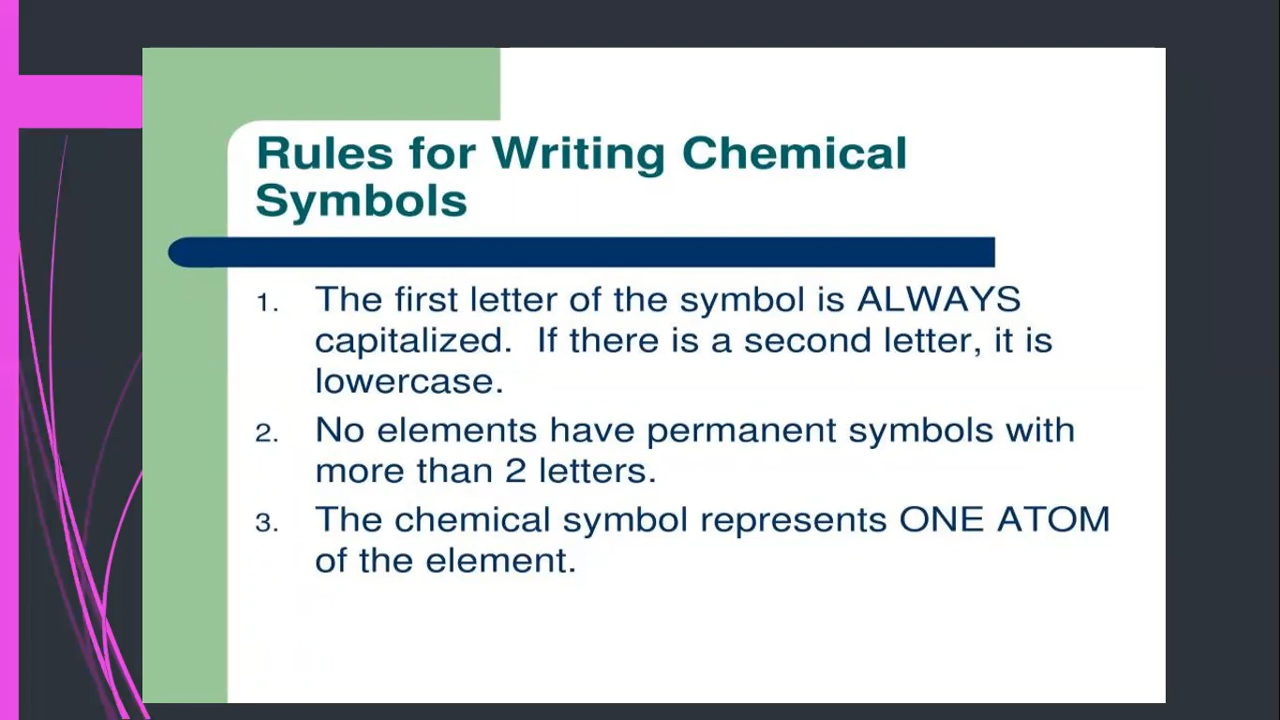 Rules for Writing Chemical
Symbols
1. The first letter of the symbol is ALWAYS
capitalized. If there is a second letter, it is
lowercase.
2. No elements have permanent symbols with
more than 2 letters.
3. The chemical symbol represents ONE ATOM
of the element.